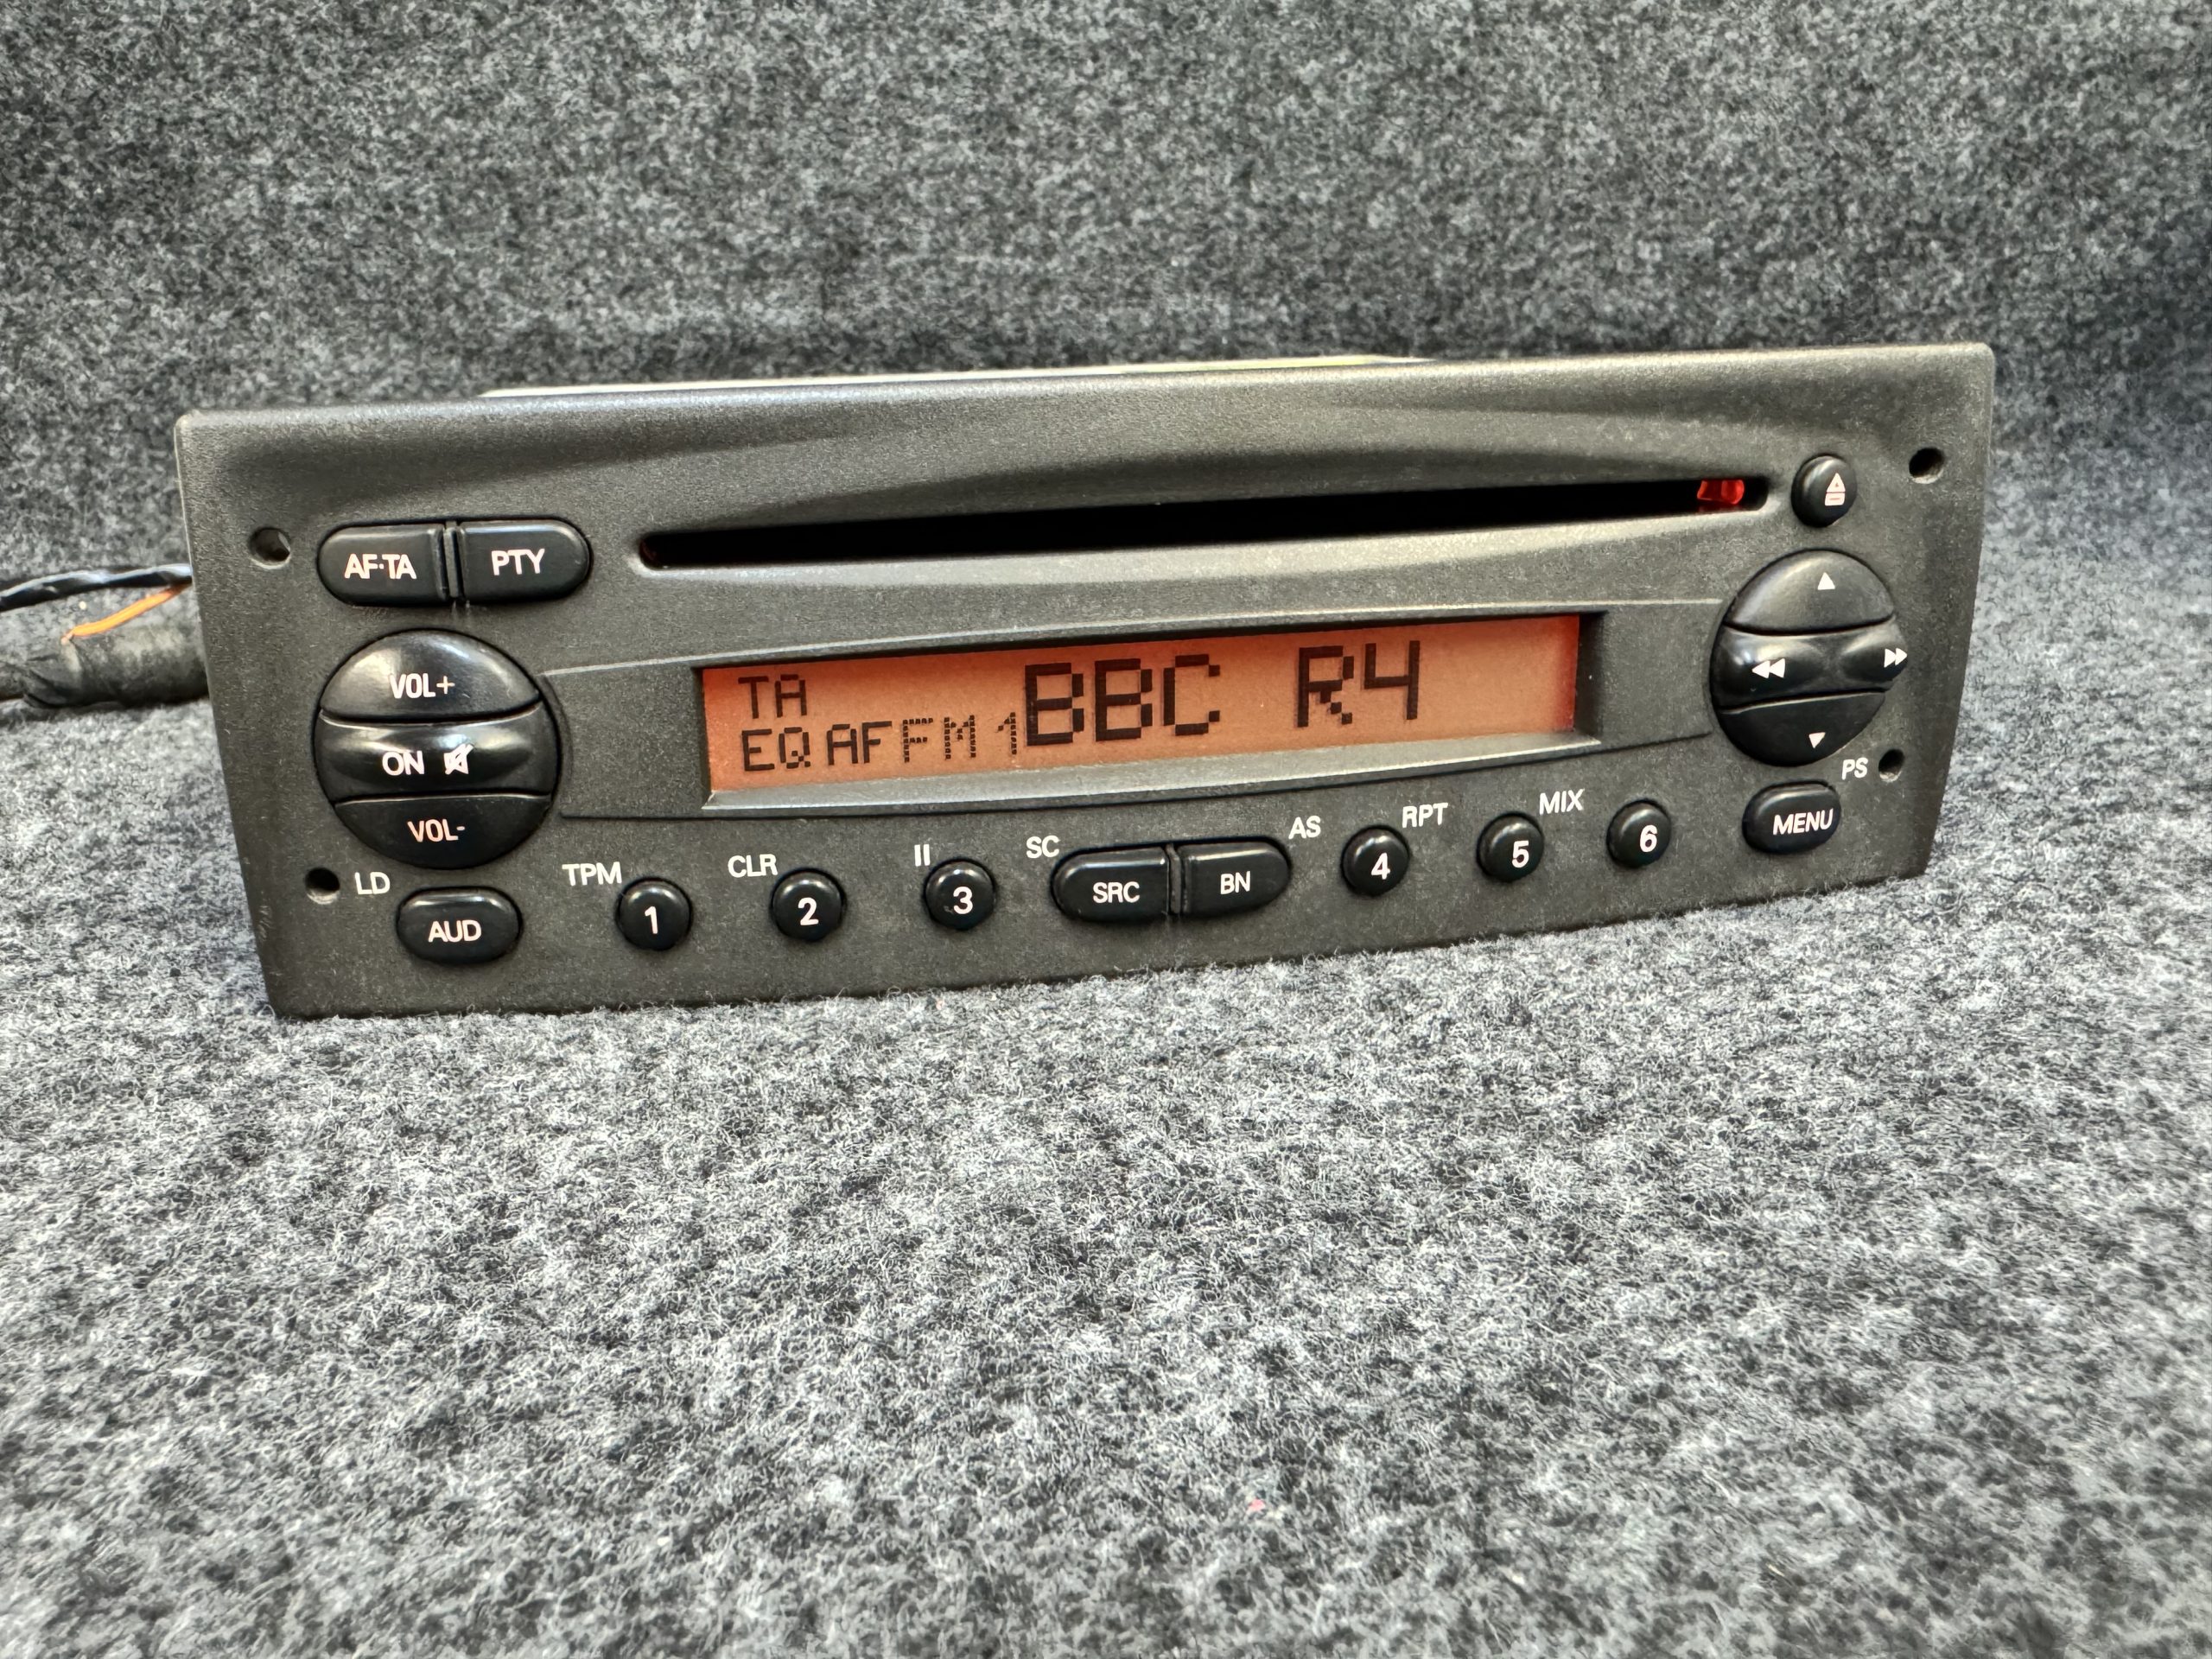 AF·TA PTY
VOL+
ON
VOL-
TA
EQ AF FM 1 BBC R4
LD
AUD
TPM
1
CLR
2
II
3
SC
SRC BN
AS
4
RPT
5
MIX
6
PS
MENU